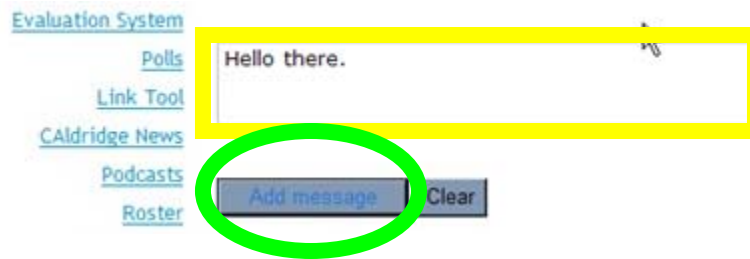 Evaluation System
Polls
Link Tool
CAldridge News
Podcasts
Roster
Hello there.
Add message
Clear